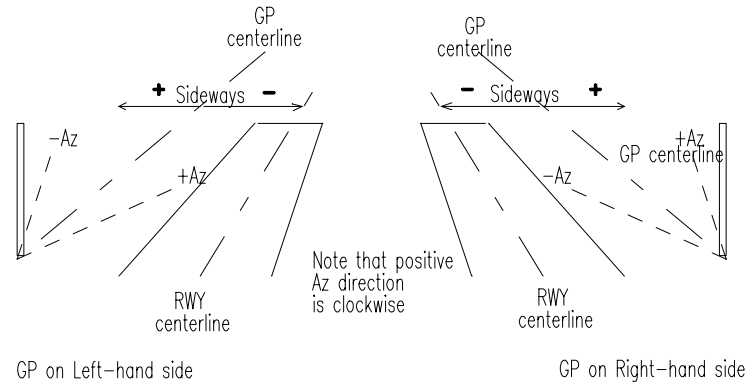 GP
centerline
GP
centerline
+ Sideways -
- Sideways +
-Az
+Az
GP centerline
+Az
-Az
Note that positive
Az direction
is clockwise
RWY
centerline
RWY
centerline
GP on Left-hand side
GP on Right-hand side